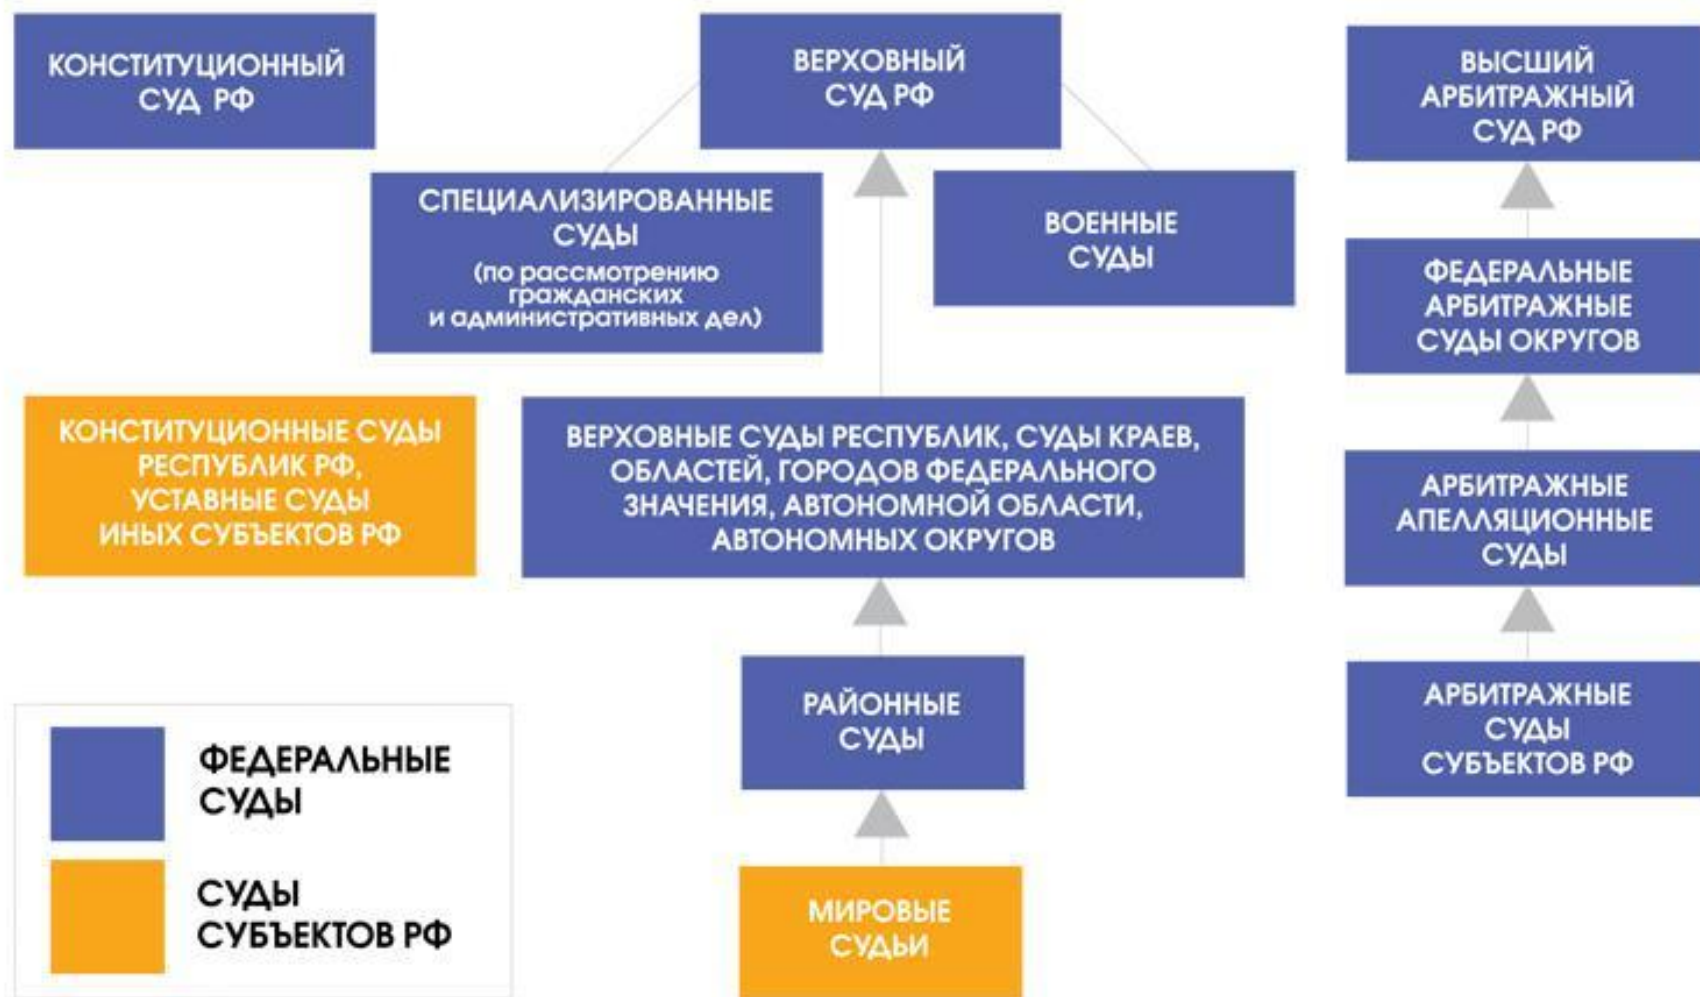 КОНСТИТУЦИОННЫЙ
СУД РФ
ВЕРХОВНЫЙ
СУД РФ
ВЫСШИЙ
АРБИТРАЖНЫЙ
СУД РФ
СПЕЦИАЛИЗИРОВАННЫЕ
СУДЫ
(по рассмотрению
гражданских
и административных дел)
ВОЕННЫЕ
СУДЫ
ФЕДЕРАЛЬНЫЕ
АРБИТРАЖНЫЕ
СУДЫ ОКРУГОВ
КОНСТИТУЦИОННЫЕ СУДЫ
РЕСПУБЛИК РФ,
УСТАВНЫЕ СУДЫ
ИНЫХ СУБЪЕКТОВ РФ
ВЕРХОВНЫЕ СУДЫ РЕСПУБЛИК, СУДЫ КРАЕВ,
ОБЛАСТЕЙ, ГОРОДОВ ФЕДЕРАЛЬНОГО
ЗНАЧЕНИЯ, АВТОНОМНОЙ ОБЛАСТИ,
АВТОНОМНЫХ ОКРУГОВ
АРБИТРАЖНЫЕ
АПЕЛЛЯЦИОННЫЕ
СУДЫ
РАЙОННЫЕ
СУДЫ
АРБИТРАЖНЫЕ
СУДЫ
СУБЪЕКТОВ РФ
ФЕДЕРАЛЬНЫЕ
СУДЫ
СУДЫ
СУБЪЕКТОВ РФ
МИРОВЫЕ
СУДЬИ